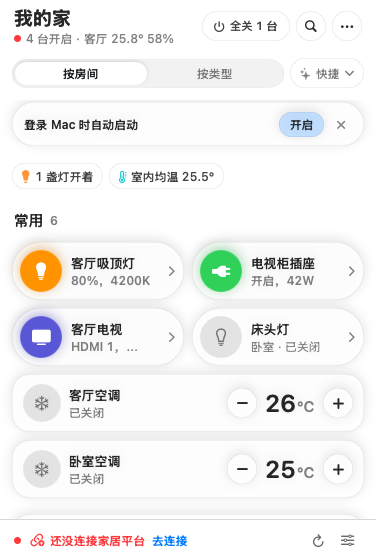 我的家
4 台开启 · 客厅 25.8° 58%
全关 1 台
按房间
按类型
快捷
登录 Mac 时自动启动
开启
1 盏灯开着
室内均温 25.5°
常用 6
客厅吸顶灯
80%，4200K
电视柜插座
开启，42W
客厅电视
HDMI 1，…
床头灯
卧室 · 已关闭
客厅空调
已关闭
26°C
卧室空调
已关闭
25°C
还没连接家居平台 去连接